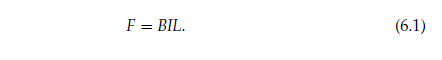 F = BIL. (6.1)